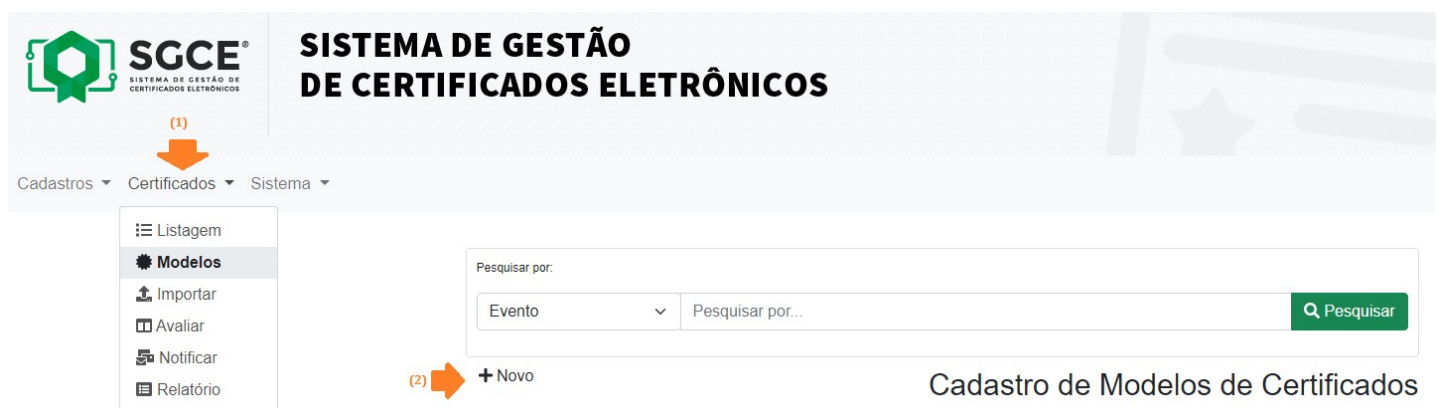 SGCE®
SISTEMA DE GESTÃO DE
CERTIFICADOS ELETRÔNICOS
SISTEMA DE GESTÃO
DE CERTIFICADOS ELETRÔNICOS
(1)
Cadastros Certificados Sistema
Listagem
Modelos
Importar
Avaliar
Notificar
Relatório
Pesquisar por:
Evento Pesquisar por... Pesquisar
(2) + Novo
Cadastro de Modelos de Certificados